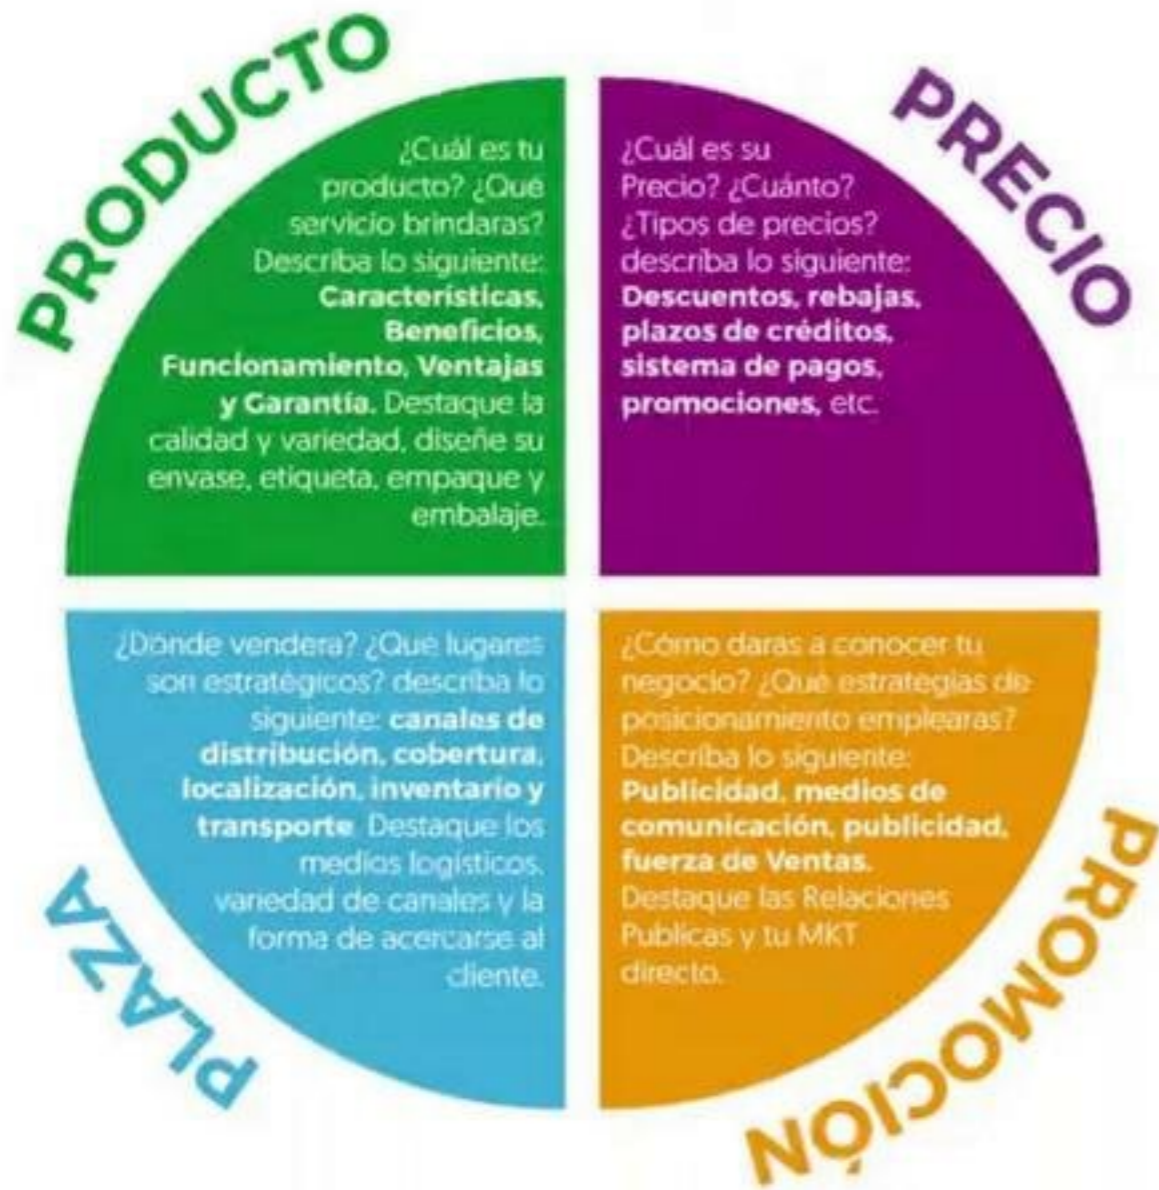 PRODUCTO
¿Cuál es tu
producto? ¿Qué
servicio brindaras?
Describa lo siguiente:
Características,
Beneficios,
Funcionamiento, Ventajas
y Garantía. Destaque la
calidad y variedad, diseñe su
envase, etiqueta, empaque y
embalaje.
PRECIO
¿Cuál es su
Precio? ¿Cuánto?
¿Tipos de precios?
describa lo siguiente:
Descuentos, rebajas,
plazos de créditos,
sistema de pagos,
promociones, etc.
PLAZA
¿Dónde vendera? ¿Qué lugares
son estratégicos? describa lo
siguiente: canales de
distribución, cobertura,
localización, inventario y
transporte. Destaque los
medios logísticos,
variedad de canales y la
forma de acercarse al
cliente.
PROMOCIÓN
¿Cómo daras a conocer tu
negocio? ¿Qué estrategias de
posicionamiento emplearas?
Describa lo siguiente:
Publicidad, medios de
comunicación, publicidad,
fuerza de Ventas.
Destaque las Relaciones
Publicas y tu MKT
directo.